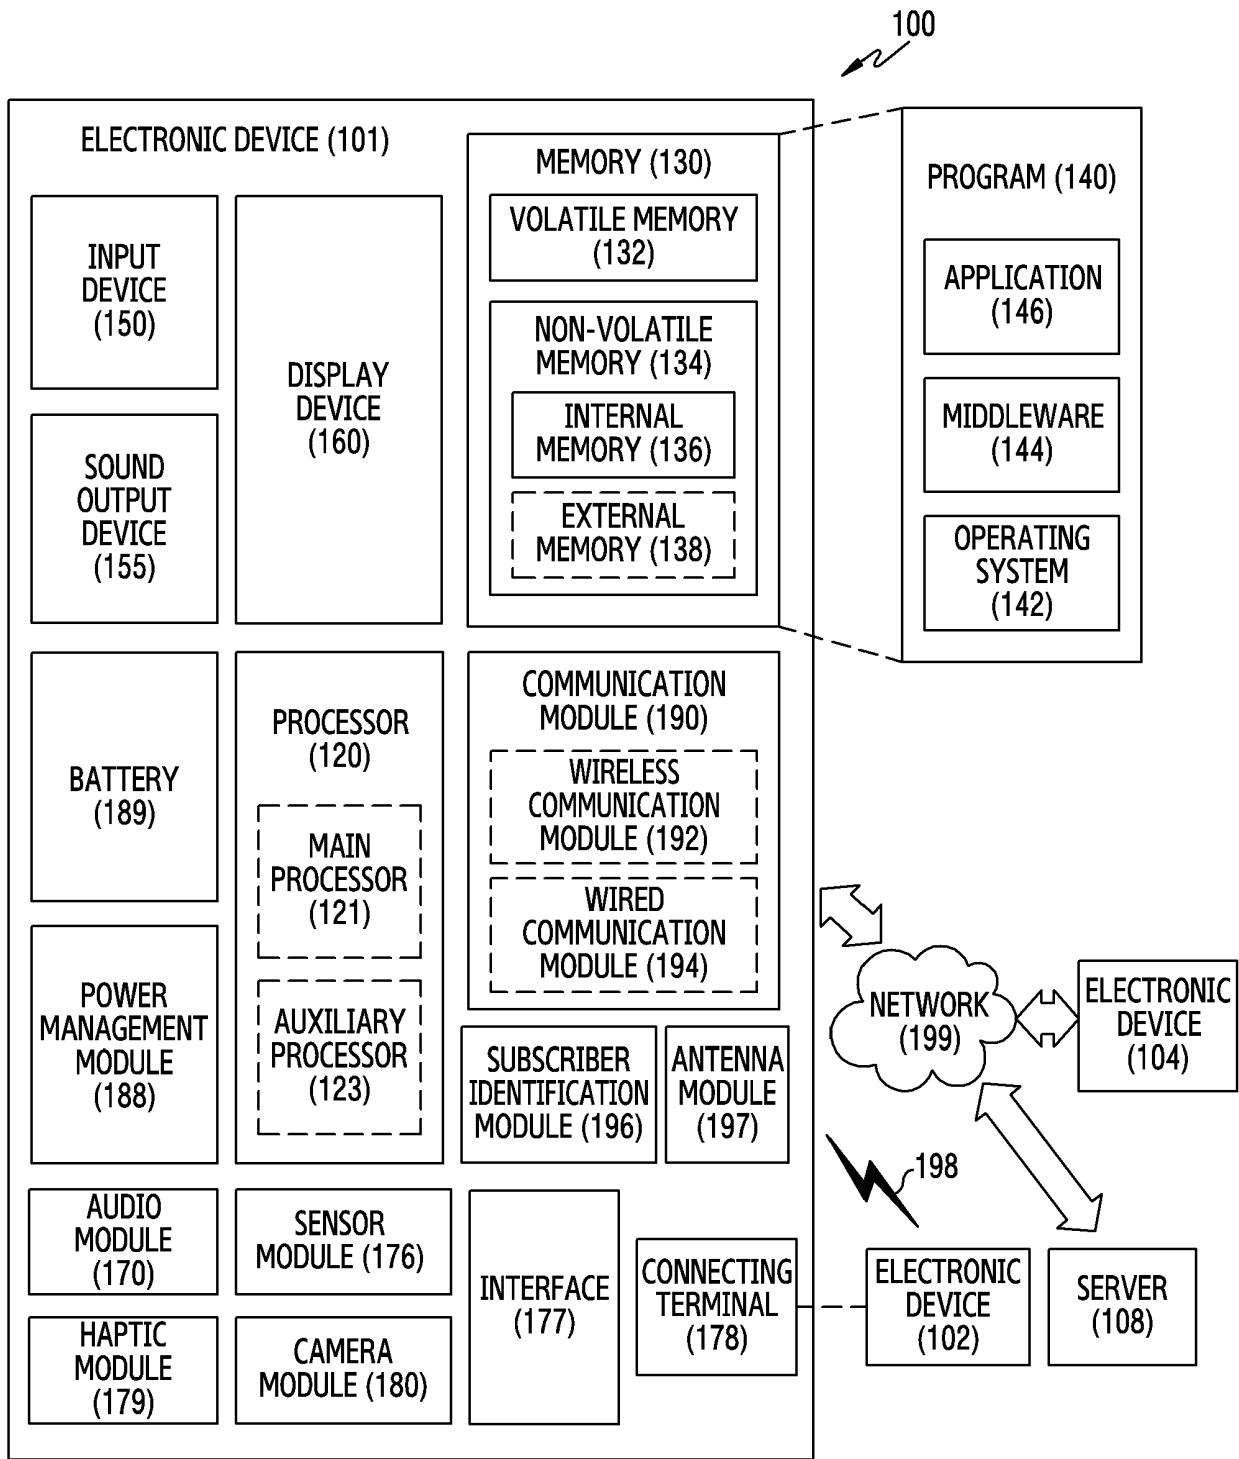 100
ELECTRONIC DEVICE (101)
INPUT
DEVICE
(150)
SOUND
OUTPUT
DEVICE
(155)
DISPLAY
DEVICE
(160)
MEMORY (130)
VOLATILE MEMORY
(132)
NON-VOLATILE
MEMORY (134)
INTERNAL
MEMORY (136)
EXTERNAL
MEMORY (138)
PROGRAM (140)
APPLICATION
(146)
MIDDLEWARE
(144)
OPERATING
SYSTEM
(142)
BATTERY
(189)
POWER
MANAGEMENT
MODULE
(188)
PROCESSOR
(120)
MAIN
PROCESSOR
(121)
AUXILIARY
PROCESSOR
(123)
COMMUNICATION
MODULE (190)
WIRELESS
COMMUNICATION
MODULE (192)
WIRED
COMMUNICATION
MODULE (194)
SUBSCRIBER
IDENTIFICATION
MODULE (196)
ANTENNA
MODULE
(197)
NETWORK
(199)
ELECTRONIC
DEVICE
(104)
198
AUDIO
MODULE
(170)
SENSOR
MODULE (176)
HAPTIC
MODULE
(179)
CAMERA
MODULE (180)
INTERFACE
(177)
CONNECTING
TERMINAL
(178)
ELECTRONIC
DEVICE
(102)
SERVER
(108)